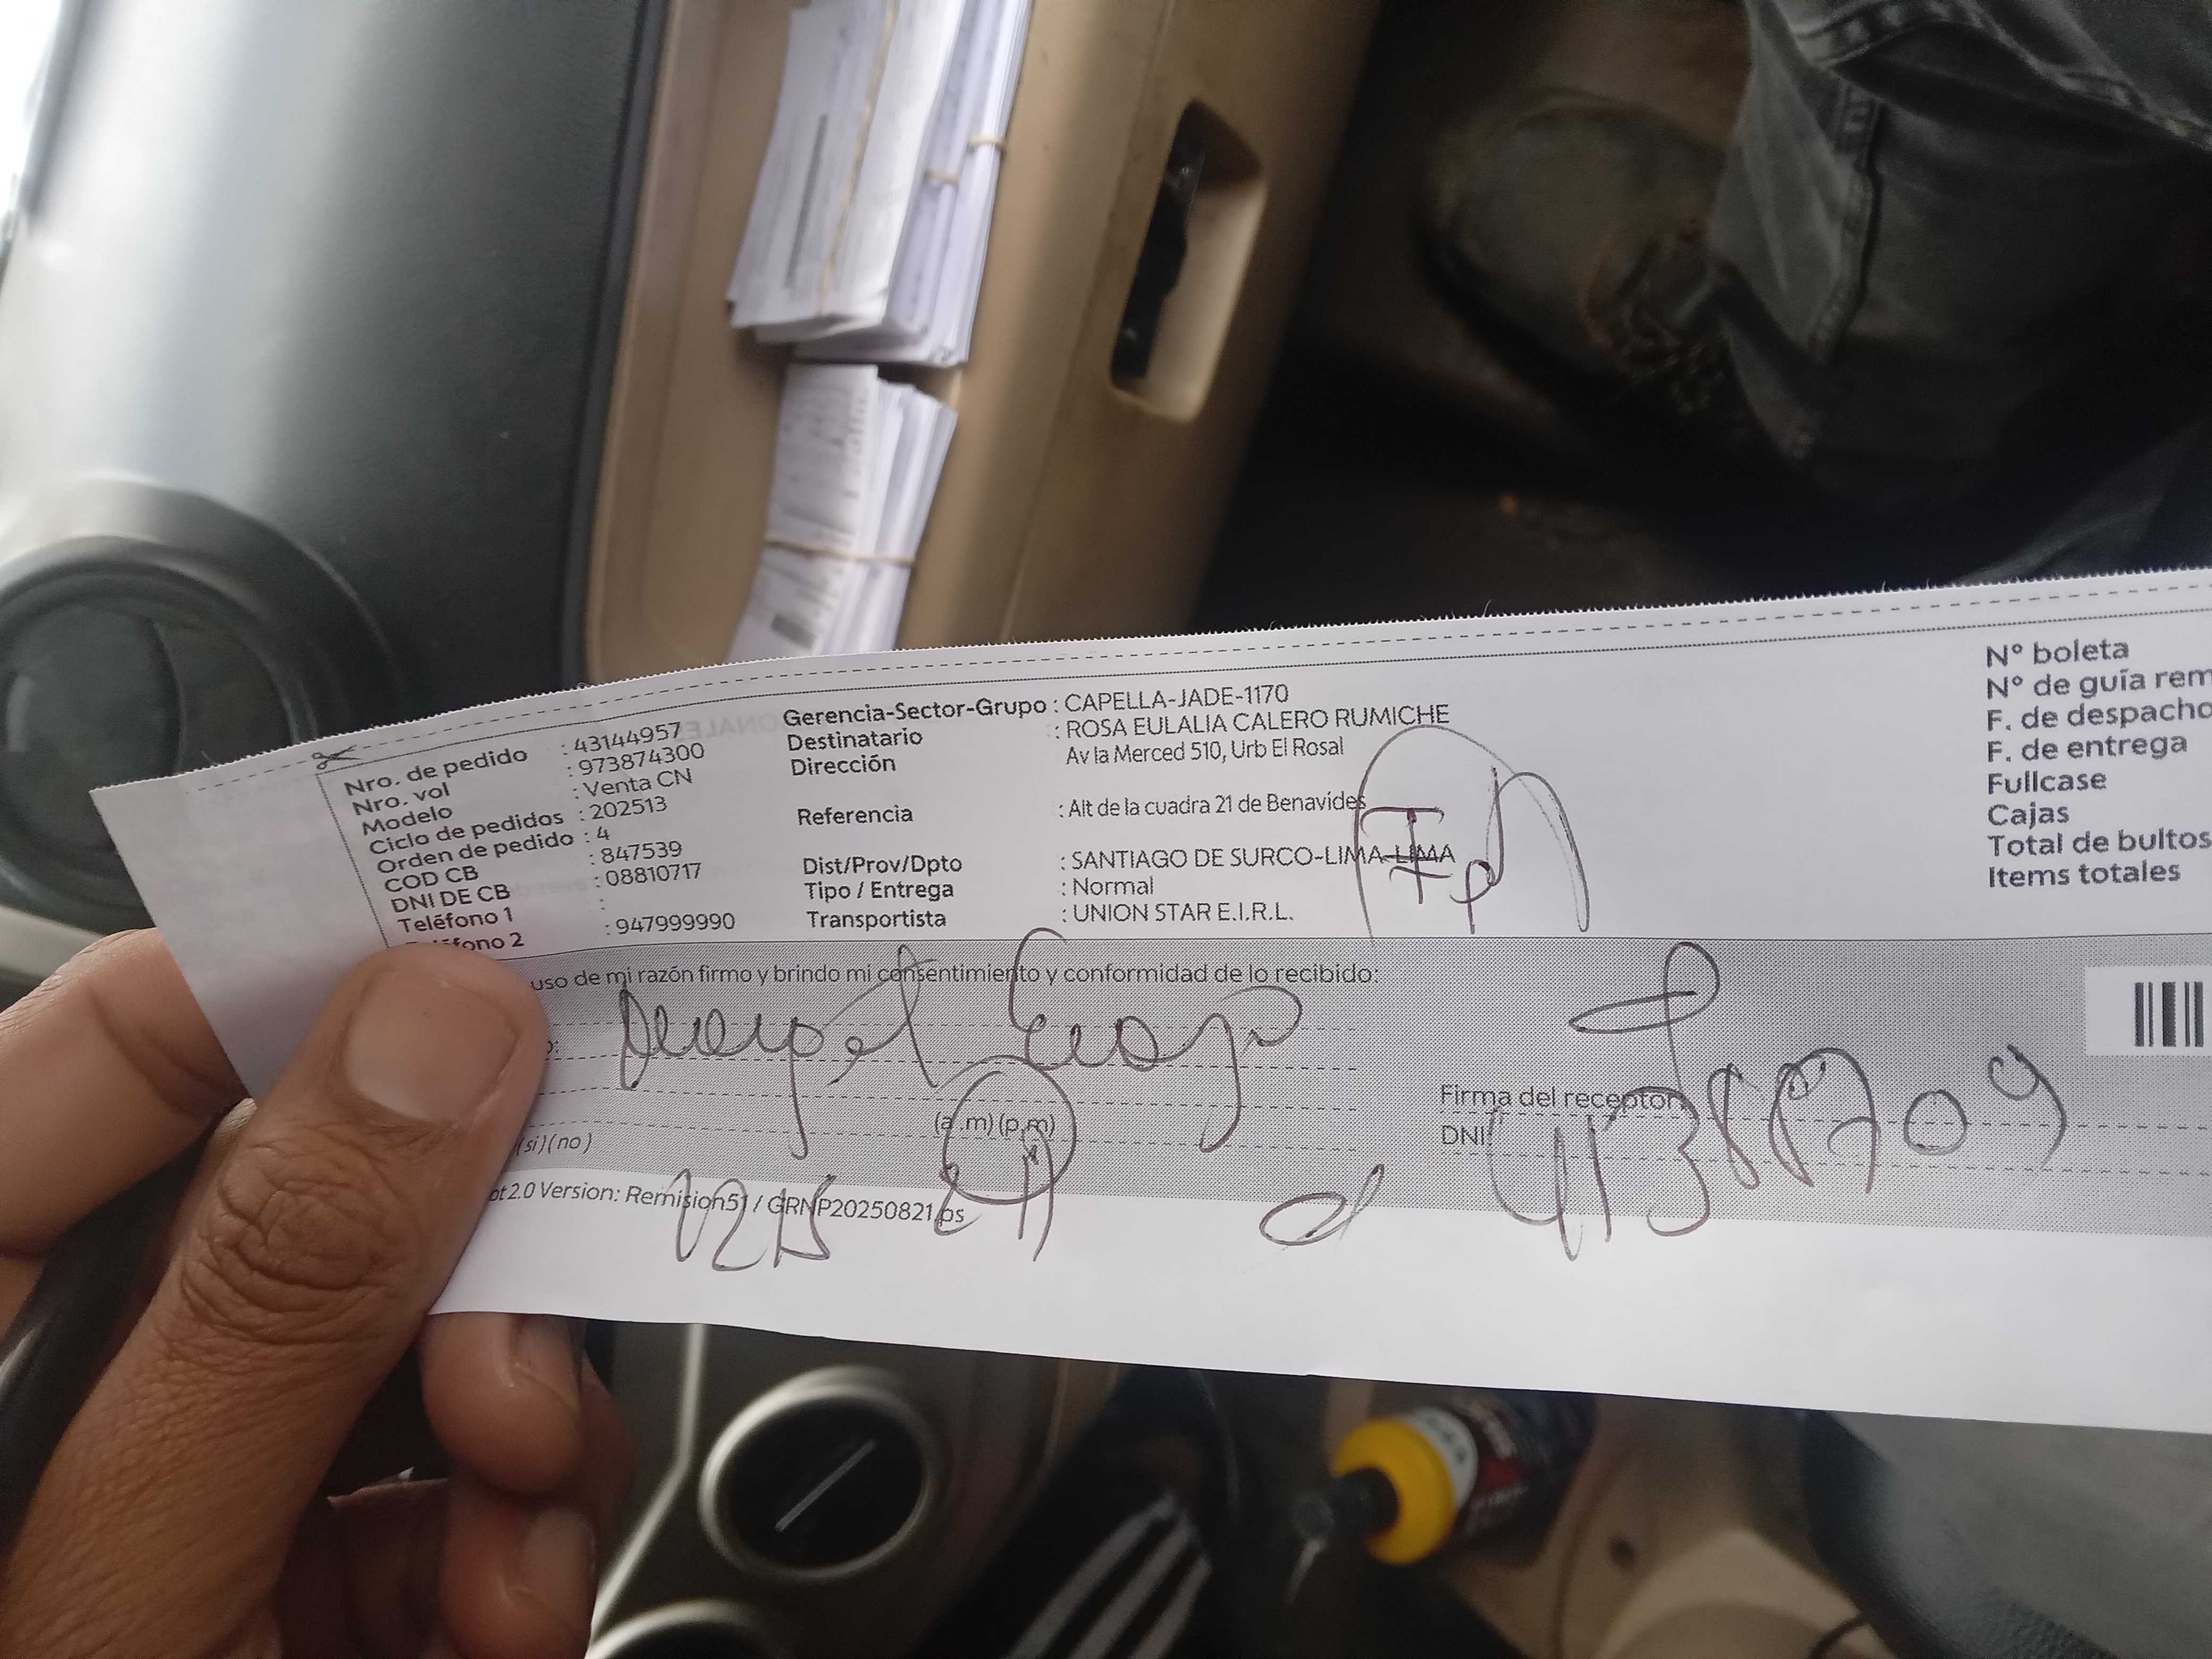 Nro. de pedido : 43144957
Nro. vol : 973874300
Modelo : Venta CN
Ciclo de pedidos : 202513
Orden de pedido : 4
COD CB : 847539
DNI DE CB : 08810717
Teléfono 1 :
Teléfono 2 : 947999990
Gerencia-Sector-Grupo : CAPELLA-JADE-1170
Destinatario : ROSA EULALIA CALERO RUMICHE
Dirección Av la Merced 510, Urb El Rosal
Referencia : Alt de la cuadra 21 de Benavides
Dist/Prov/Dpto : SANTIAGO DE SURCO-LIMA-LIMA
Tipo / Entrega : Normal
Transportista : UNION STAR E.I.R.L.
N° boleta
N° de guía rem
F. de despacho
F. de entrega
Fullcase
Cajas
Total de bultos
Items totales
uso de mi razón firmo y brindo mi consentimiento y conformidad de lo recibido:
Firma del receptor
DNI:
(a.m) (p.m)
(si) (no)
2.0 Version: Remision51 / GRNP20250821.ps